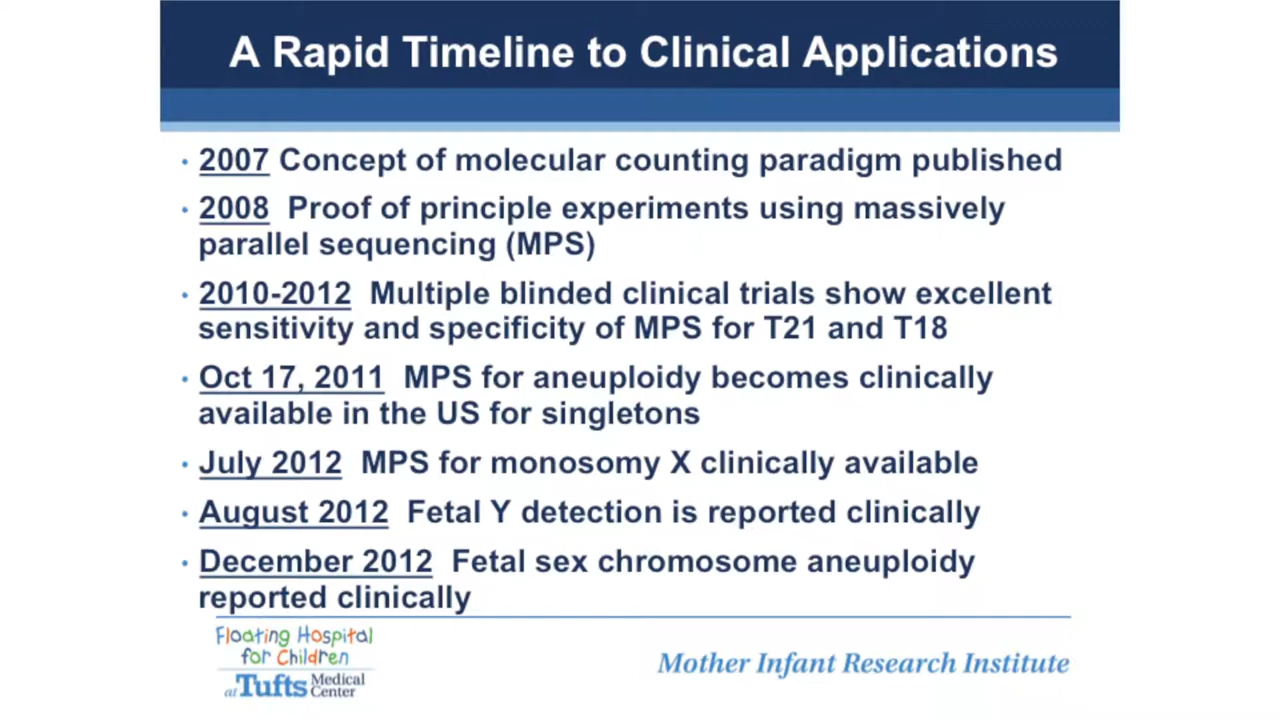 A Rapid Timeline to Clinical Applications
• 2007 Concept of molecular counting paradigm published
• 2008 Proof of principle experiments using massively
parallel sequencing (MPS)
• 2010-2012 Multiple blinded clinical trials show excellent
sensitivity and specificity of MPS for T21 and T18
• Oct 17, 2011 MPS for aneuploidy becomes clinically
available in the US for singletons
• July 2012 MPS for monosomy X clinically available
• August 2012 Fetal Y detection is reported clinically
• December 2012 Fetal sex chromosome aneuploidy
reported clinically
Floating Hospital
for Children
at Tufts Medical
Center
Mother Infant Research Institute